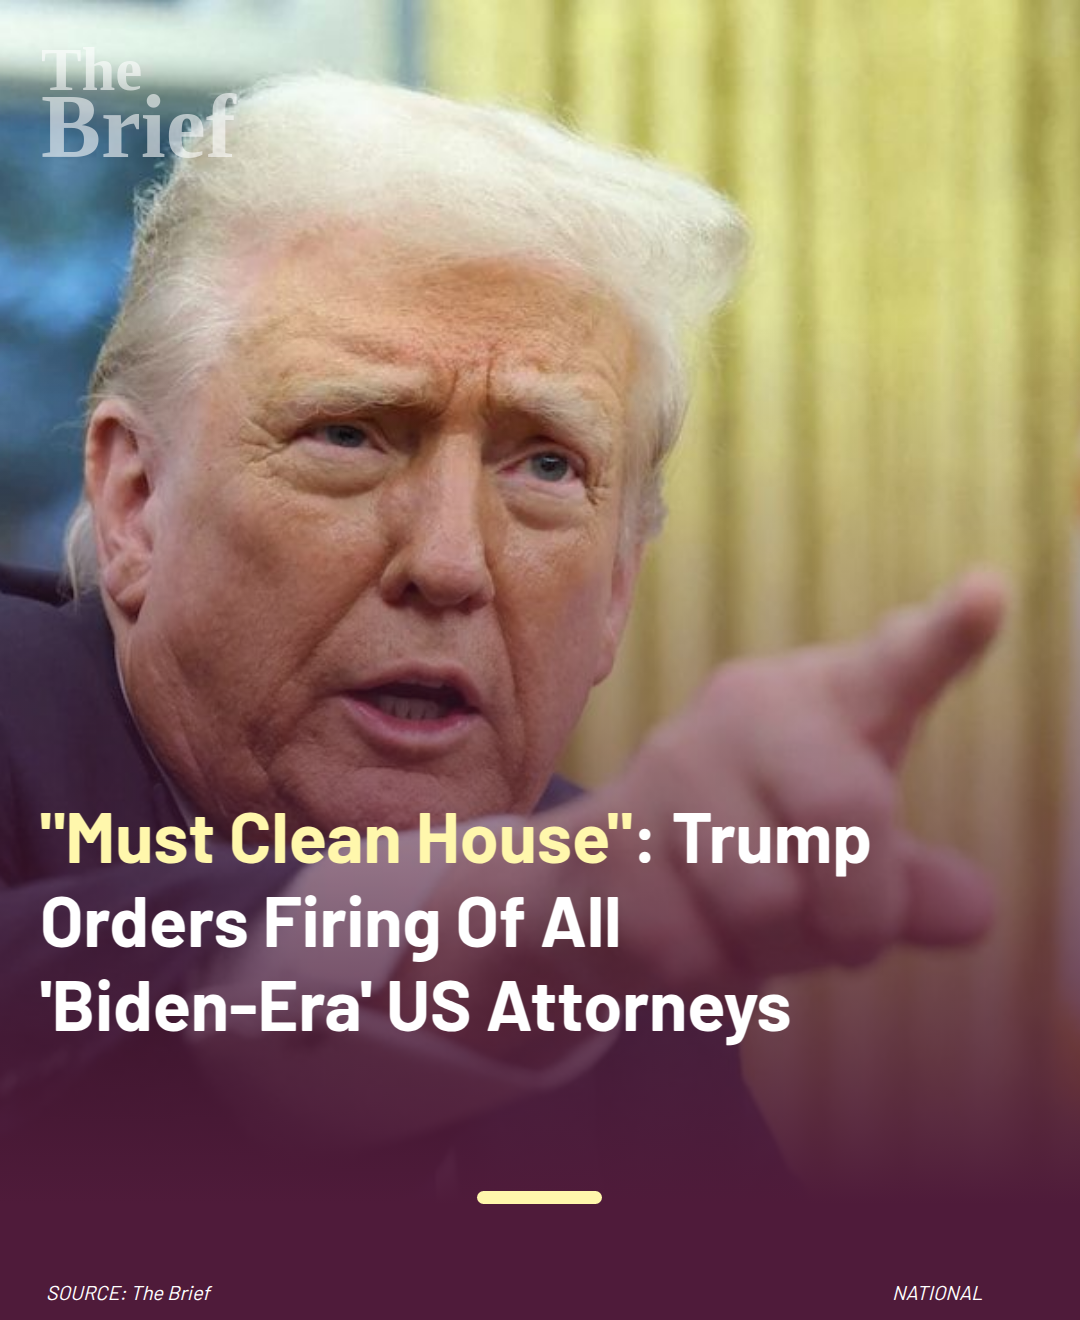 The
Brief
"Must Clean House": Trump
Orders Firing Of All
'Biden-Era' US Attorneys
SOURCE: The Brief
NATIONAL